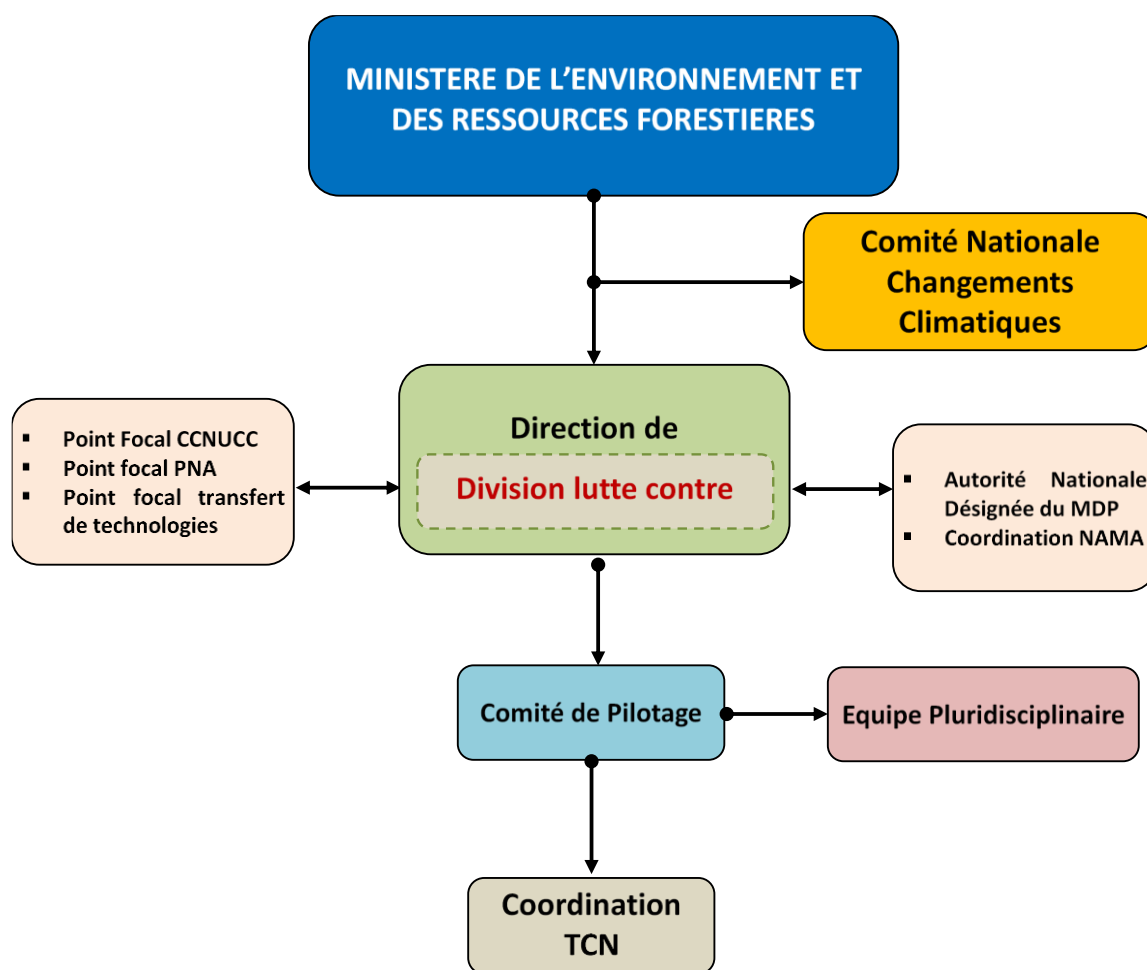 MINISTERE DE L’ENVIRONNEMENT ET
DES RESSOURCES FORESTIERES
Comité Nationale
Changements
Climatiques
Direction de
Division lutte contre
▪ Point Focal CCNUCC
▪ Point focal PNA
▪ Point focal transfert
de technologies
▪ Autorité Nationale
Désignée du MDP
▪ Coordination NAMA
Comité de Pilotage
Equipe Pluridisciplinaire
Coordination
TCN